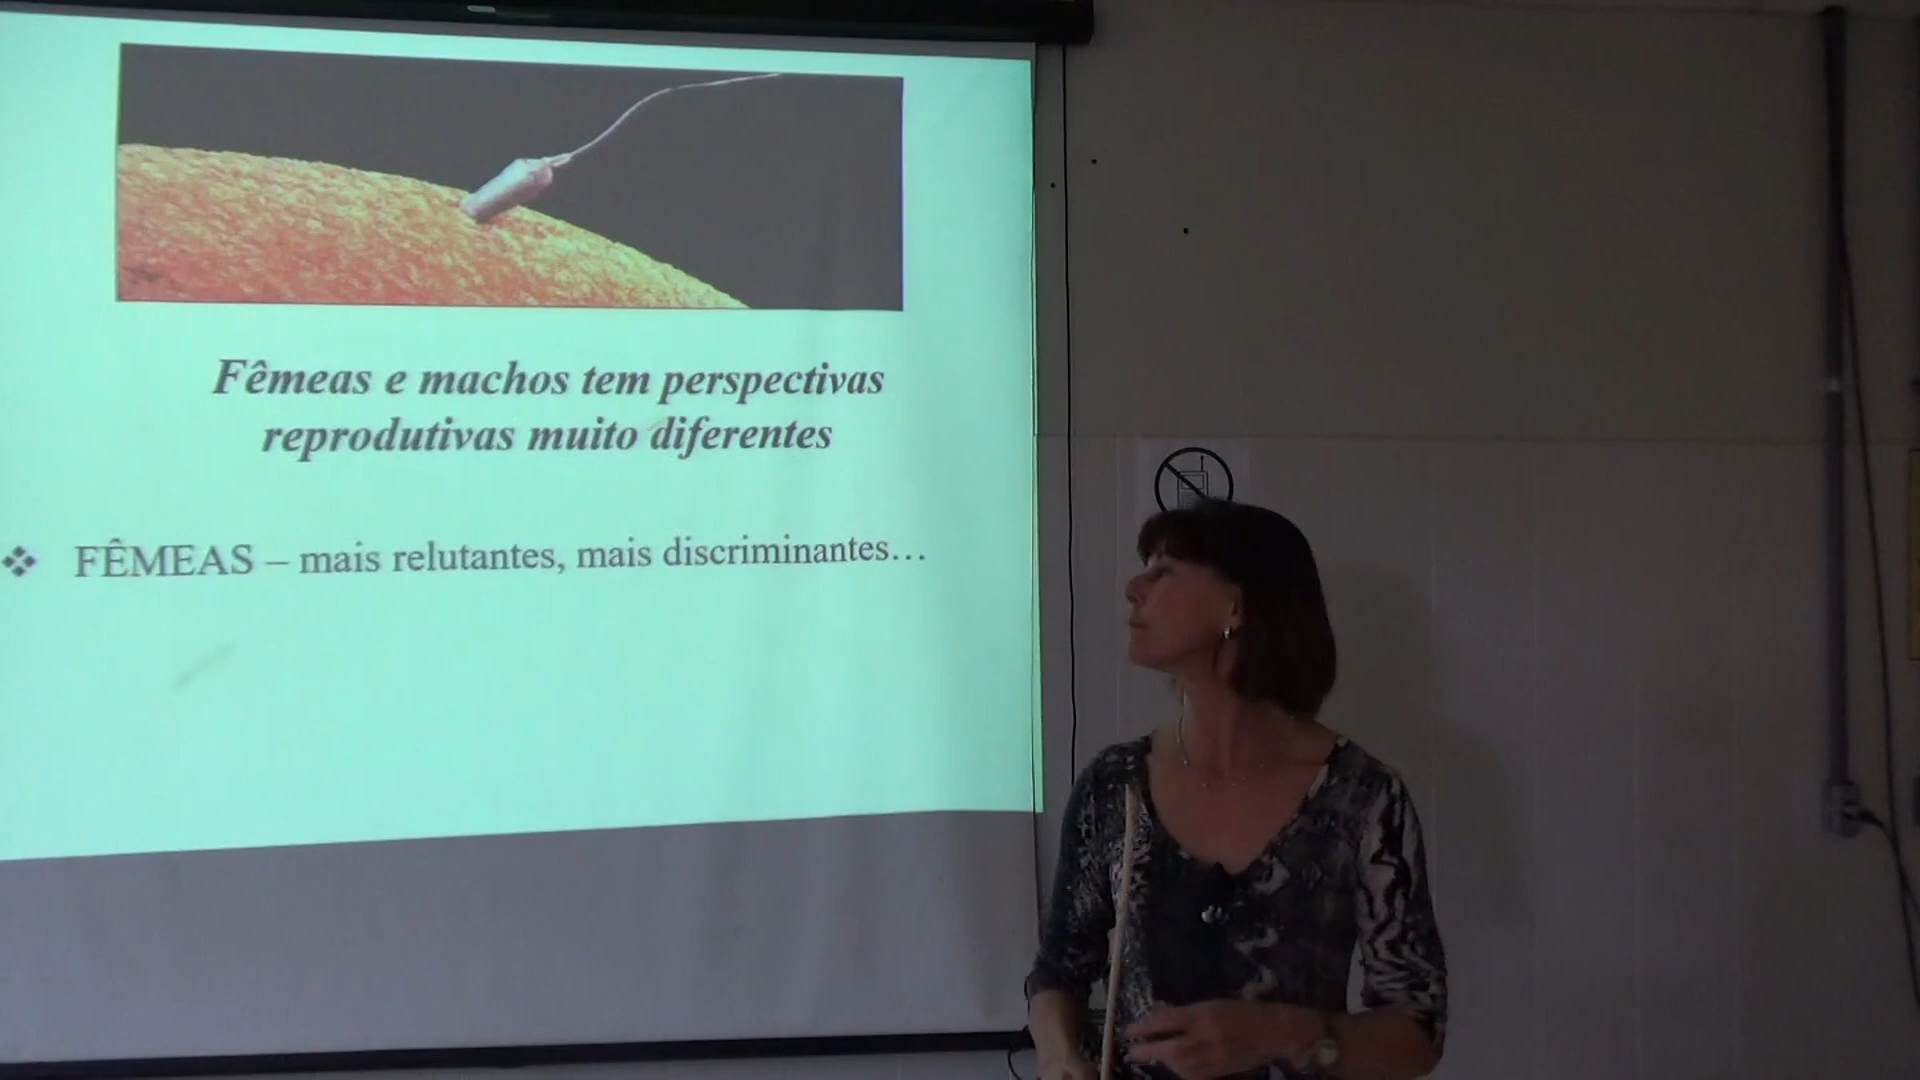 Fêmeas e machos tem perspectivas
reprodutivas muito diferentes
FÊMEAS – mais relutantes, mais discriminantes…